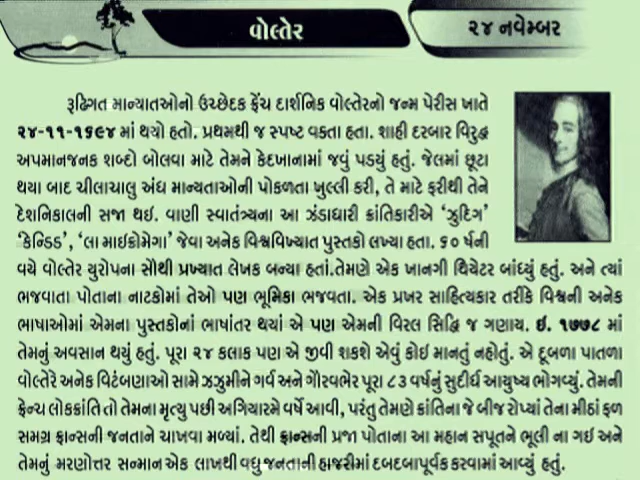 વોલ્તેર
૨૪ નવેમ્બર
રૂઢિગત માન્યાતઓનો ઉચ્છેદક ફ્રેંચ દાર્શનિક વોલ્તેરનો જન્મ પેરીસ ખાતે
૨૪-૧૧-૧૬૯૪ માં થયો હતો. પ્રથમથી જ સ્પષ્ટ વક્તા હતા. શાહી દરબાર વિરુદ્ધ
અપમાનજનક શબ્દો બોલવા માટે તેમને કેદખાનામાં જવું પડયું હતું. જેલમાં છૂટા
થયા બાદ ચીલાચાલુ અંધ માન્યતાઓની પોકળતા ખુલ્લી કરી, તે માટે ફરીથી તેને
દેશનિકાલની સજા થઇ. વાણી સ્વાતંત્ર્યના આ ઝંડાધારી ક્રાંતિકારીએ ‘ઝુદિગ’
‘કેન્ડિડ’, ‘લા માઈક્રોમેગા’ જેવા અનેક વિશ્વવિખ્યાત પુસ્તકો લખ્યા હતા. ૬૦ ર્ષની
વચે વોલ્તેર યુરોપના સૌથી પ્રખ્યાત લેખક બન્યા હતાં.તેમણે એક ખાનગી થિયેટર બાંધ્યું હતું. અને ત્યાં
ભજવાતા પોતાના નાટકોમાં તેઓ પણ ભૂમિકા ભજવતા. એક પ્રખર સાહિત્યકાર તરીકે વિશ્વની અનેક
ભાષાઓમાં એમના પુસ્તકોનાં ભાષાંતર થયાં એ પણ એમની વિરલ સિદ્ધિ જ ગણાય. ઇ. ૧૭૭૮ માં
તેમનું અવસાન થયું હતું. પૂરા ૨૪ કલાક પણ એ જીવી શકશે એવું કોઇ માનતું નહોતું. એ દૂબળા પાતળા
વોલ્તેરે અનેક વિટંબણાઓ સામે ઝઝુમીને ગર્વ અને ગૌરવભેર પૂરા ૮૩ વર્ષનું સુદીર્ઘ આયુષ્ય ભોગવ્યું. તેમની
ફ્રેન્ચ લોકક્રાંતિ તો તેમના મૃત્યુ પછી અગિયારમે વર્ષે આવી, પરંતુ તેમણે ક્રાંતિના જે બીજ રોપ્યાં તેના મીઠાં ફળ
સમગ્ર ફ્રાન્સની જનતાને ચાખવા મળ્યાં. તેથી ફ્રાન્સની પ્રજા પોતાના આ મહાન સપૂતને ભૂલી ના ગઇ અને
તેમનું મરણોત્તર સન્માન એક લાખથી વધુ જનતાની હાજરીમાં દબદબાપૂર્વક કરવામાં આવ્યું હતું.